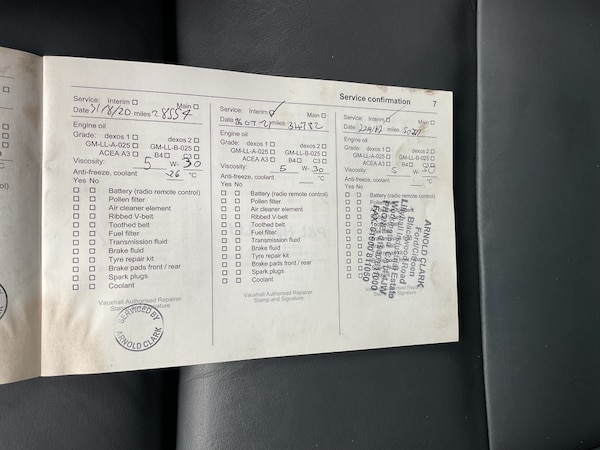 Service confirmation 7
Service: Interim Main
Date 31/8/20 miles 28554
Engine oil
Grade: dexos 1 dexos 2
GM-LL-A-025 GM-LL-B-025
ACEA A3 B4 C3
Viscosity: 5 W- 30
Anti-freeze, coolant -26 °C
Yes No
Battery (radio remote control)
Pollen filter
Air cleaner element
Ribbed V-belt
Toothed belt
Fuel filter
Transmission fluid
Brake fluid
Tyre repair kit
Brake pads front / rear
Spark plugs
Coolant
Vauxhall Authorised Repairer
Stamp and Signature
SERVICED BY
ARNOLD CLARK
Service: Interim Main
Date miles 34782
Engine oil
Grade: dexos 1 dexos 2
GM-LL-A-025 GM-LL-B-025
ACEA A3 B4 C3
Viscosity: 5 W- 30
Anti-freeze, coolant °C
Yes No
Battery (radio remote control)
Pollen filter
Air cleaner element
Ribbed V-belt
Toothed belt
Fuel filter
Transmission fluid
Brake fluid
Tyre repair kit
Brake pads front / rear
Spark plugs
Coolant
Vauxhall Authorised Repairer
Stamp and Signature
Service: Interim Main
Date miles
Engine oil
Grade: dexos 1 dexos 2
GM-LL-A-025 GM-LL-B-025
ACEA A3 B4 C3
Viscosity: 5 W- 30
Anti-freeze, coolant °C
Yes No
Battery (radio remote control)
Vauxhall Authorised Repairer
Stamp and Signature
ARNOLD CLARK
Road